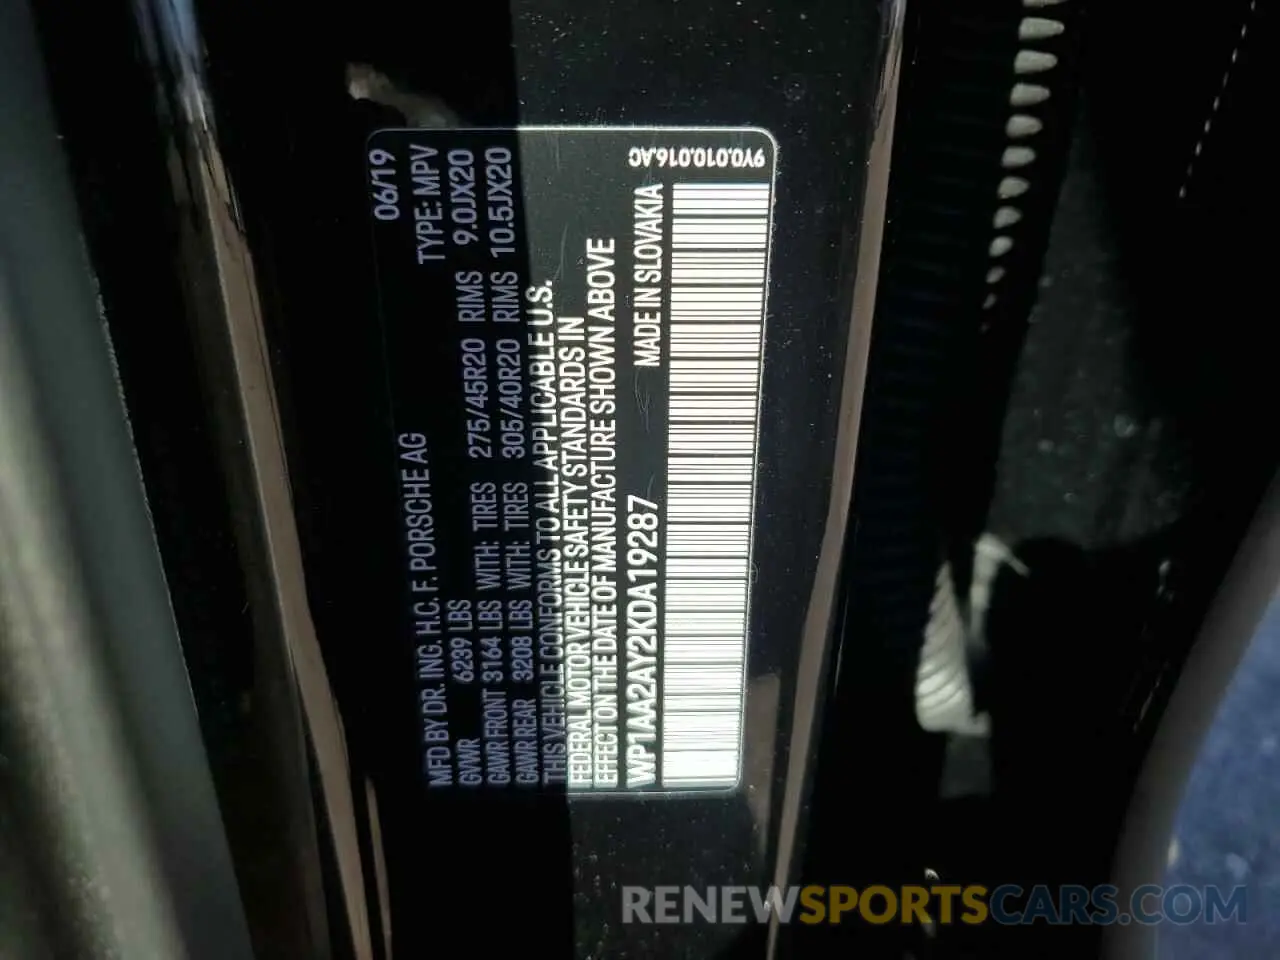 06/19
MFD BY DR. ING. H.C. F. PORSCHE AG TYPE: MPV
GVWR 6239 LBS
GAWR FRONT 3164 LBS WITH: TIRES 275/45R20 RIMS 9.0JX20
GAWR REAR 3208 LBS WITH: TIRES 305/40R20 RIMS 10.5JX20
THIS VEHICLE CONFORMS TO ALL APPLICABLE U.S.
FEDERAL MOTOR VEHICLE SAFETY STANDARDS IN
EFFECT ON THE DATE OF MANUFACTURE SHOWN ABOVE
WP1AA2AY2KDA19287 MADE IN SLOVAKIA
9Y0.010.016.AC
RENEWSPORTSCARS.COM